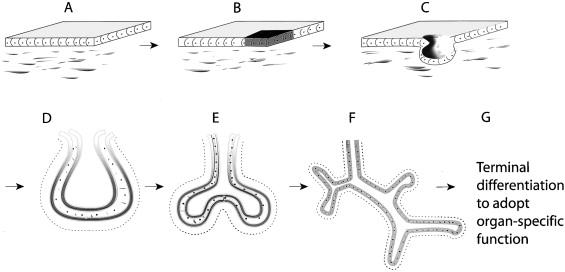 A
B
C
D
E
F
G
Terminal
differentiation
to adopt
organ-specific
function